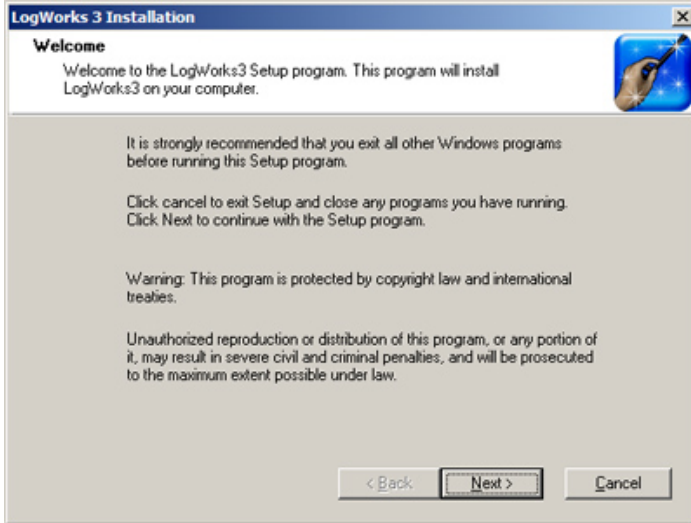 LogWorks 3 Installation
Welcome
Welcome to the LogWorks3 Setup program. This program will install
LogWorks3 on your computer.
It is strongly recommended that you exit all other Windows programs
before running this Setup program.
Click cancel to exit Setup and close any programs you have running.
Click Next to continue with the Setup program.
Warning: This program is protected by copyright law and international
treaties.
Unauthorized reproduction or distribution of this program, or any portion of
it, may result in severe civil and criminal penalties, and will be prosecuted
to the maximum extent possible under law.
< Back Next > Cancel